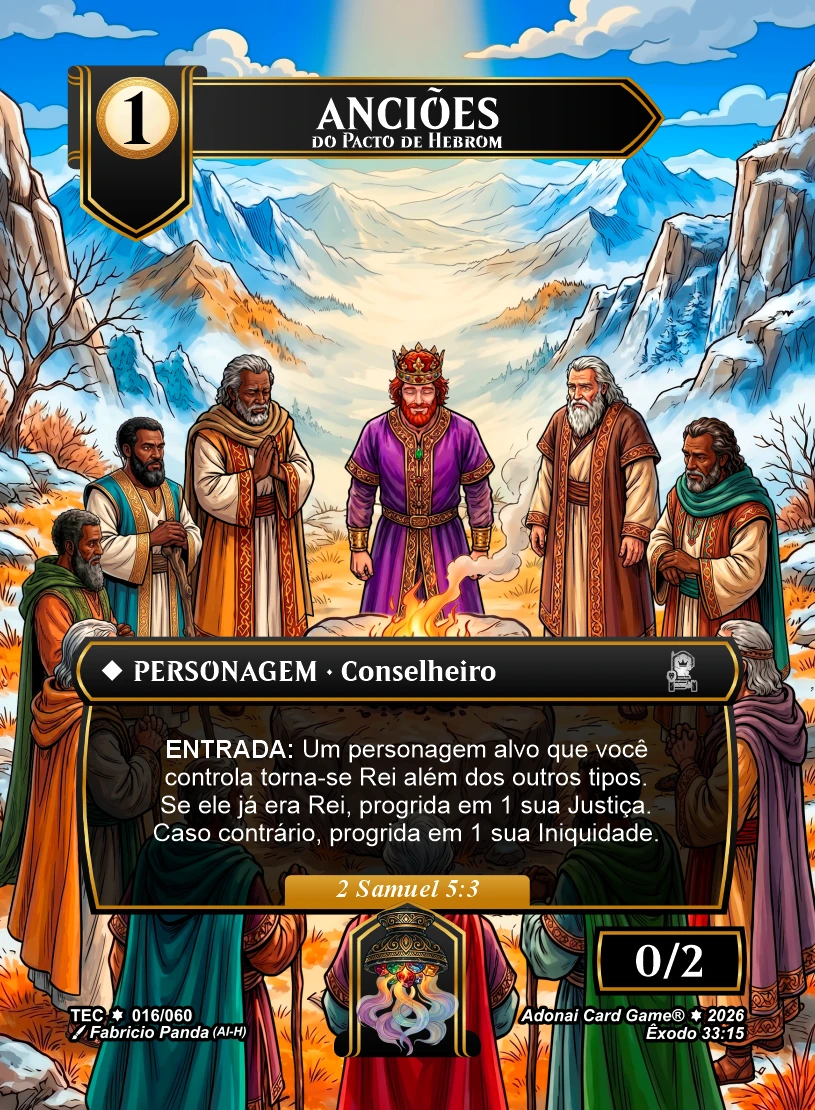 1
ANCIÕES
DO PACTO DE HEBROM
◆ PERSONAGEM · Conselheiro
ENTRADA: Um personagem alvo que você
controla torna-se Rei além dos outros tipos.
Se ele já era Rei, progrida em 1 sua Justiça.
Caso contrário, progrida em 1 sua Iniquidade.
2 Samuel 5:3
0/2
TEC ✸ 016/060
Fabricio Panda (AI-H)
Adonai Card Game® ✸ 2026
Êxodo 33:15